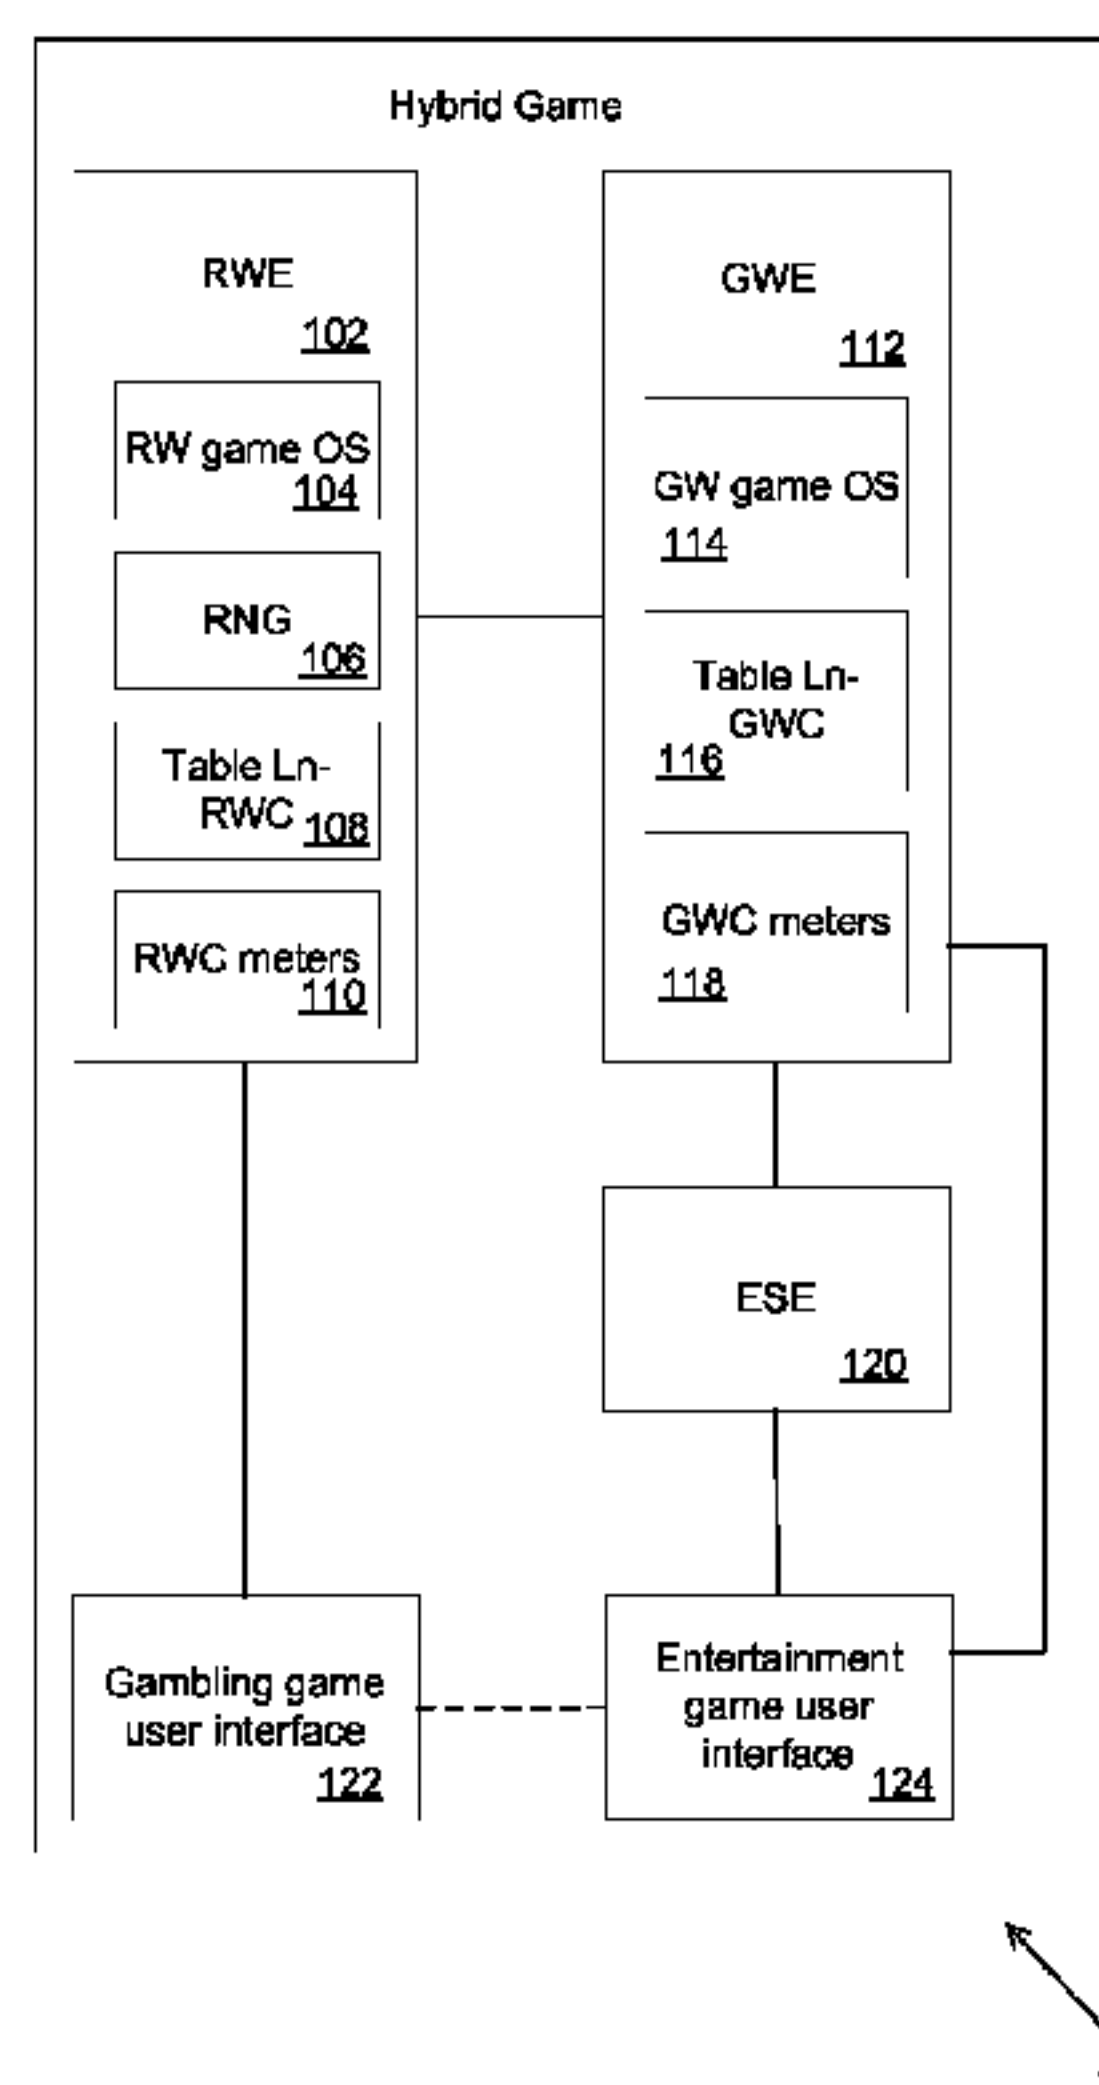 Hybrid Game
RWE
102
RW game OS
104
RNG
106
Table Ln-
RWC
108
RWC meters
110
GWE
112
GW game OS
114
Table Ln-
GWC
116
GWC meters
118
ESE
120
Gambling game
user interface
122
Entertainment
game user
interface
124